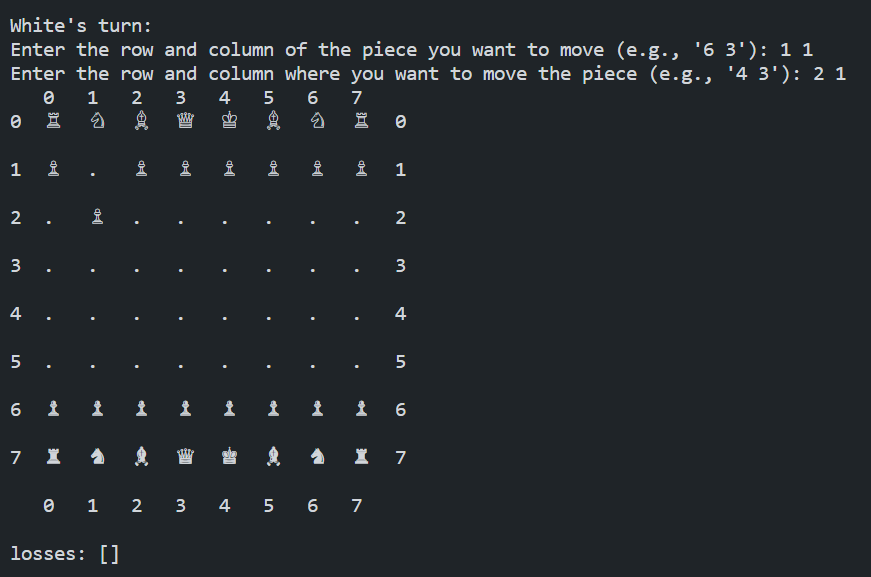 White's turn:
Enter the row and column of the piece you want to move (e.g., '6 3'): 1 1
Enter the row and column where you want to move the piece (e.g., '4 3'): 2 1
0 1 2 3 4 5 6 7
0 ♖ ♘ ♗ ♕ ♔ ♗ ♘ ♖ 0
1 ♙ . ♙ ♙ ♙ ♙ ♙ ♙ 1
2 . ♙ . . . . . . 2
3 . . . . . . . . 3
4 . . . . . . . . 4
5 . . . . . . . . 5
6 ♟ ♟ ♟ ♟ ♟ ♟ ♟ ♟ 6
7 ♜ ♞ ♝ ♛ ♚ ♝ ♞ ♜ 7
0 1 2 3 4 5 6 7
losses: []